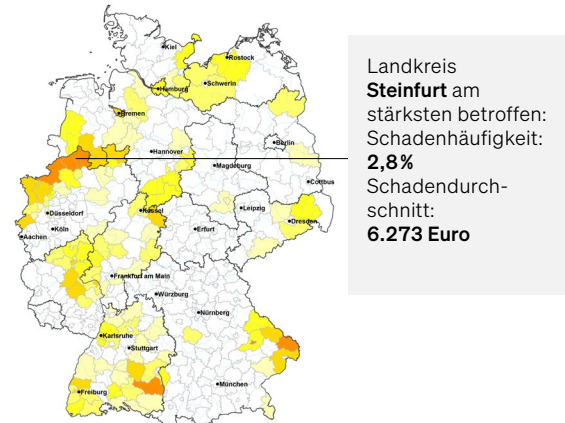 Kiel
Rostock
Schwerin
Hamburg
Bremen
Berlin
Hannover
Magdeburg
Cottbus
Düsseldorf
Kassel
Leipzig
Dresden
Köln
Erfurt
Aachen
Frankfurt am Main
Würzburg
Nürnberg
Karlsruhe
Stuttgart
München
Freiburg
Landkreis
Steinfurt am
stärksten betroffen:
Schadenhäufigkeit:
2,8%
Schadendurch-
schnitt:
6.273 Euro